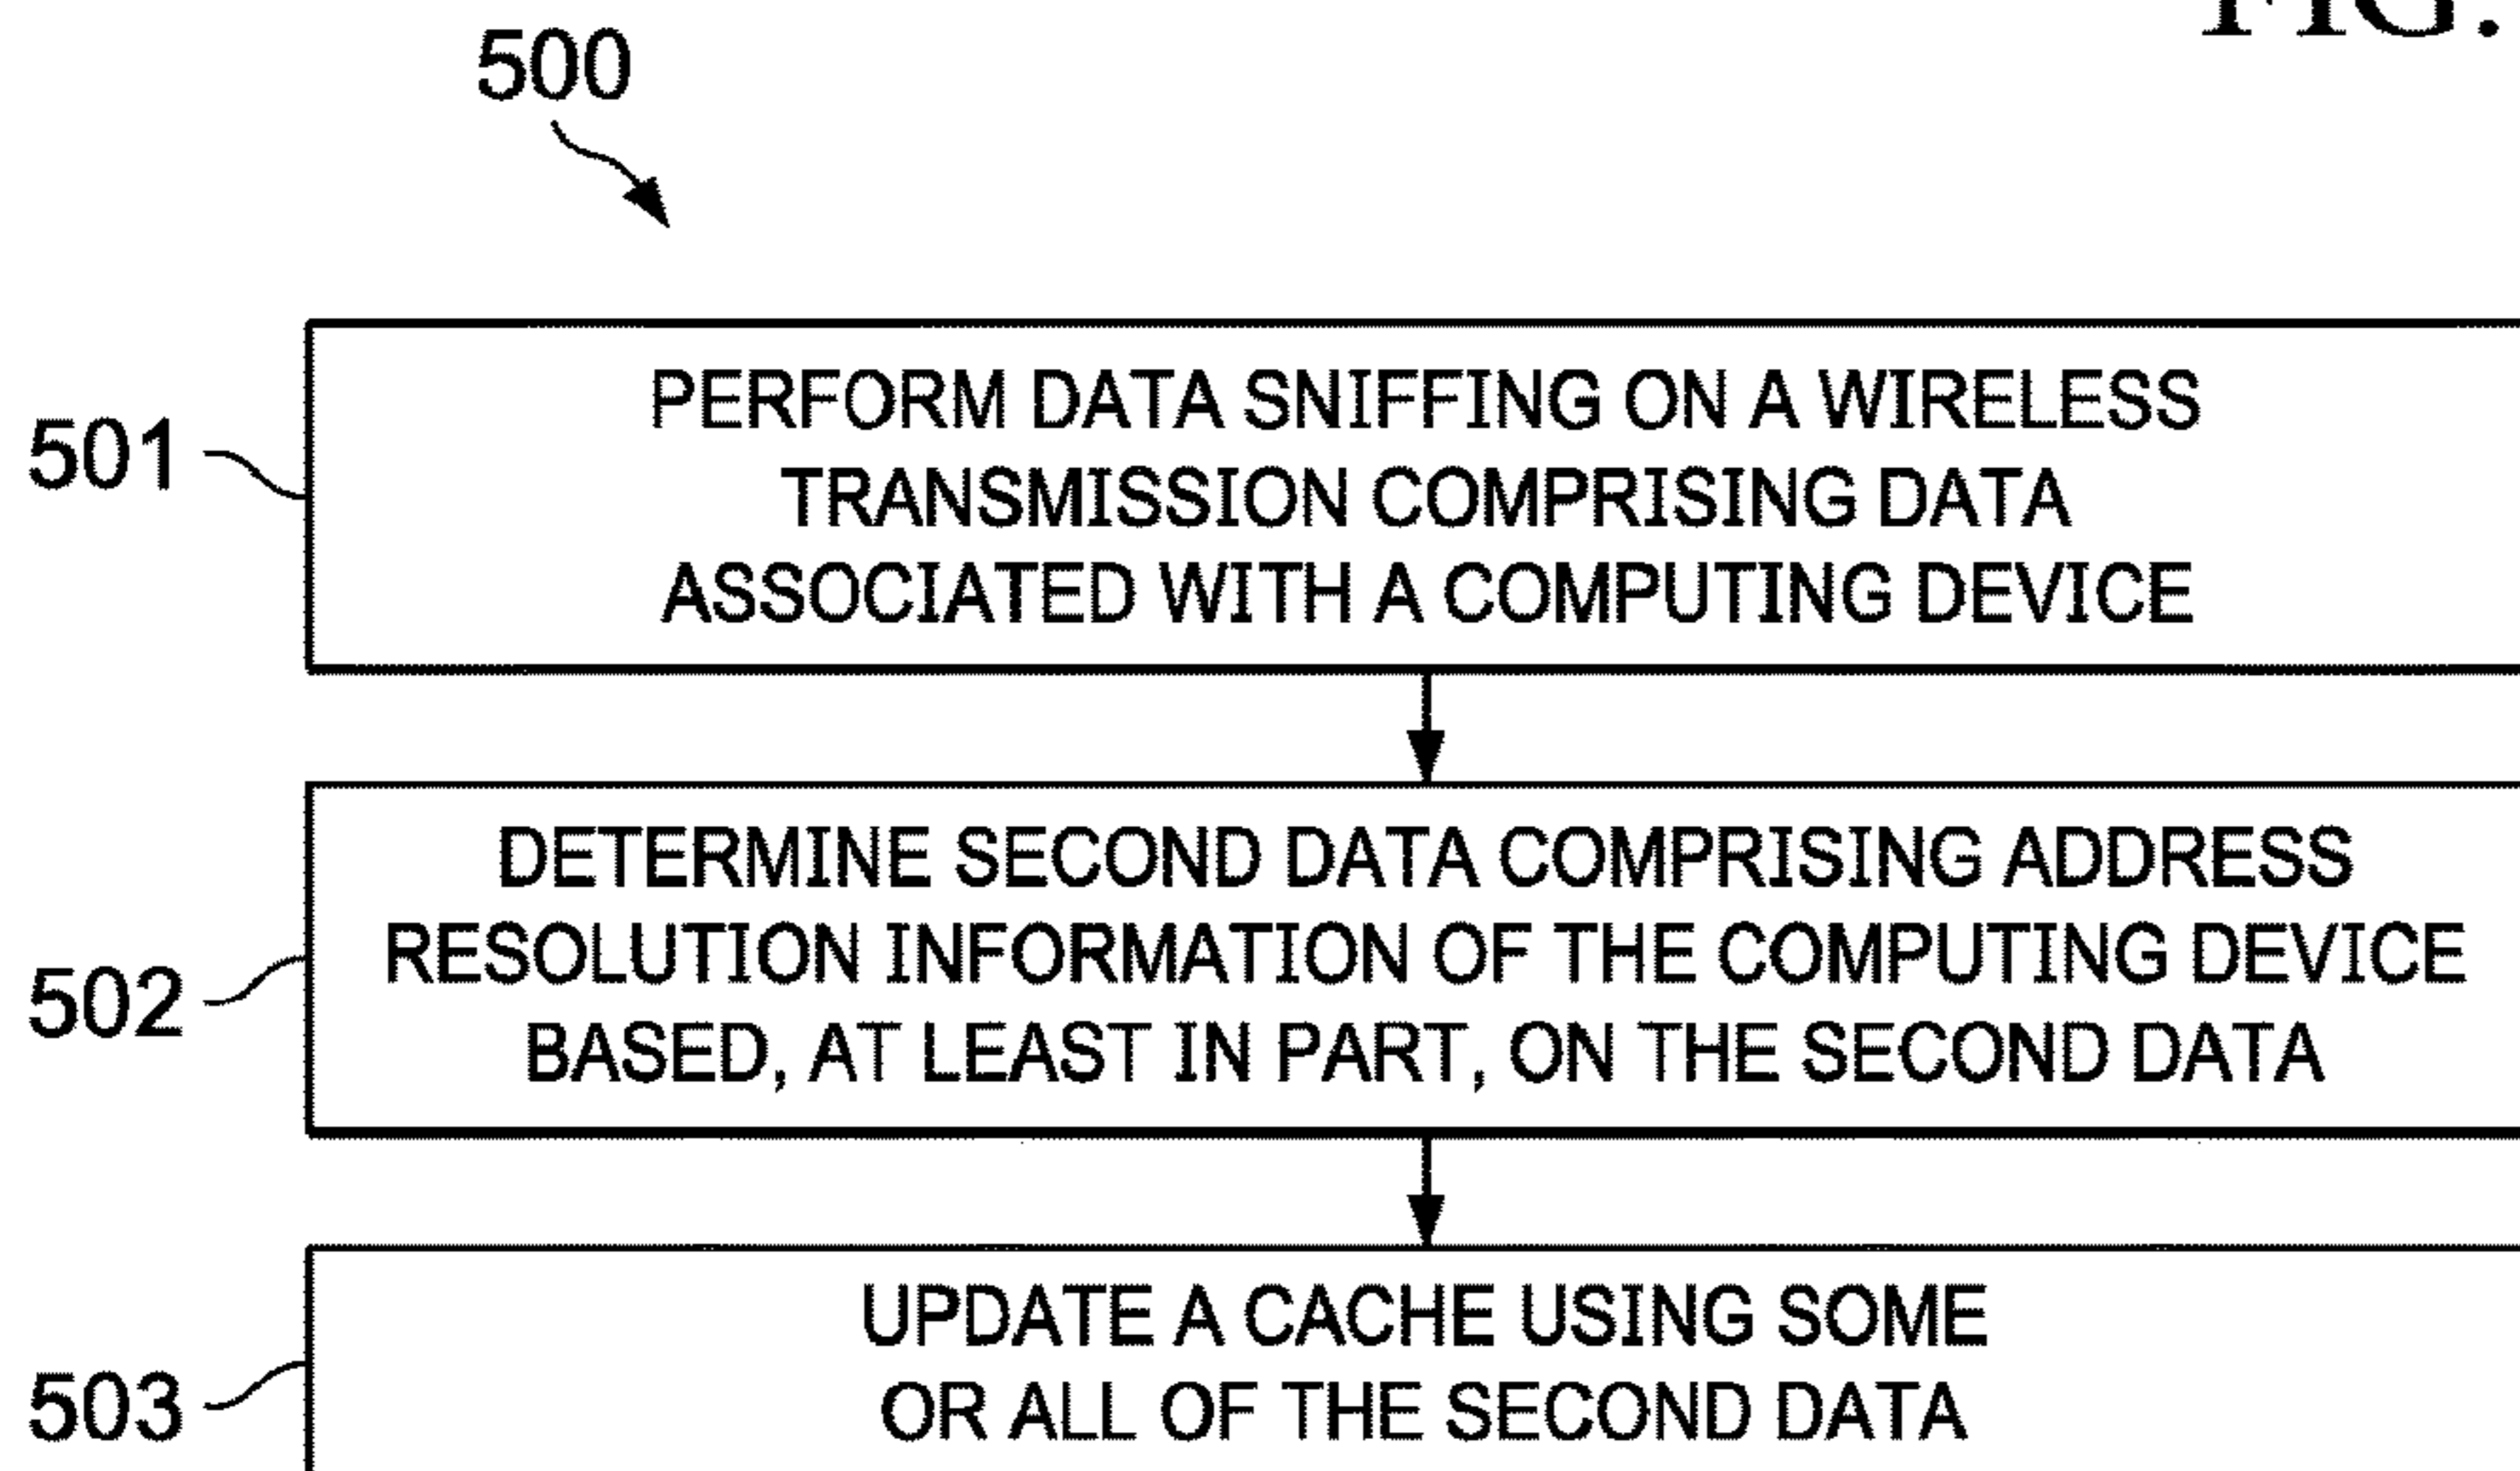 FIG.
500
501
PERFORM DATA SNIFFING ON A WIRELESS
TRANSMISSION COMPRISING DATA
ASSOCIATED WITH A COMPUTING DEVICE
502
DETERMINE SECOND DATA COMPRISING ADDRESS
RESOLUTION INFORMATION OF THE COMPUTING DEVICE
BASED, AT LEAST IN PART, ON THE SECOND DATA
503
UPDATE A CACHE USING SOME
OR ALL OF THE SECOND DATA